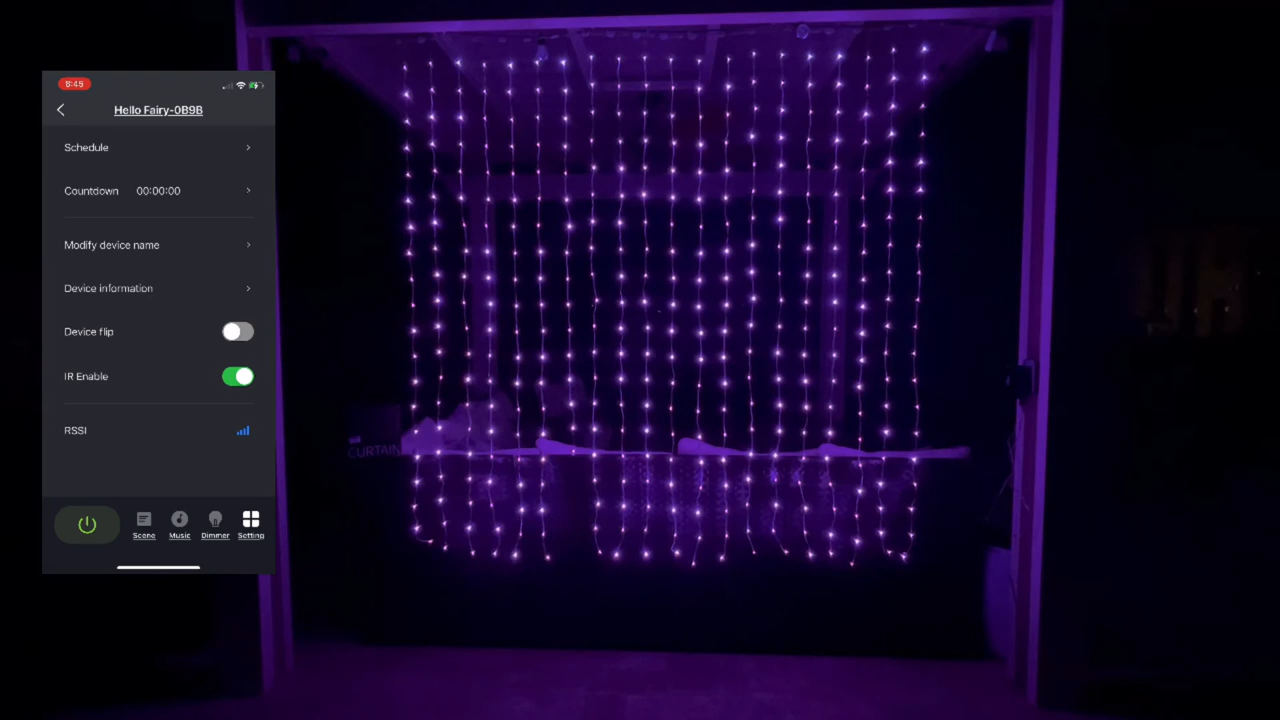 6:45
Hello Fairy-0B9B
Schedule
Countdown 00:00:00
Modify device name
Device information
Device flip
IR Enable
RSSI
Scene Music Dimmer Setting
CURTAIN